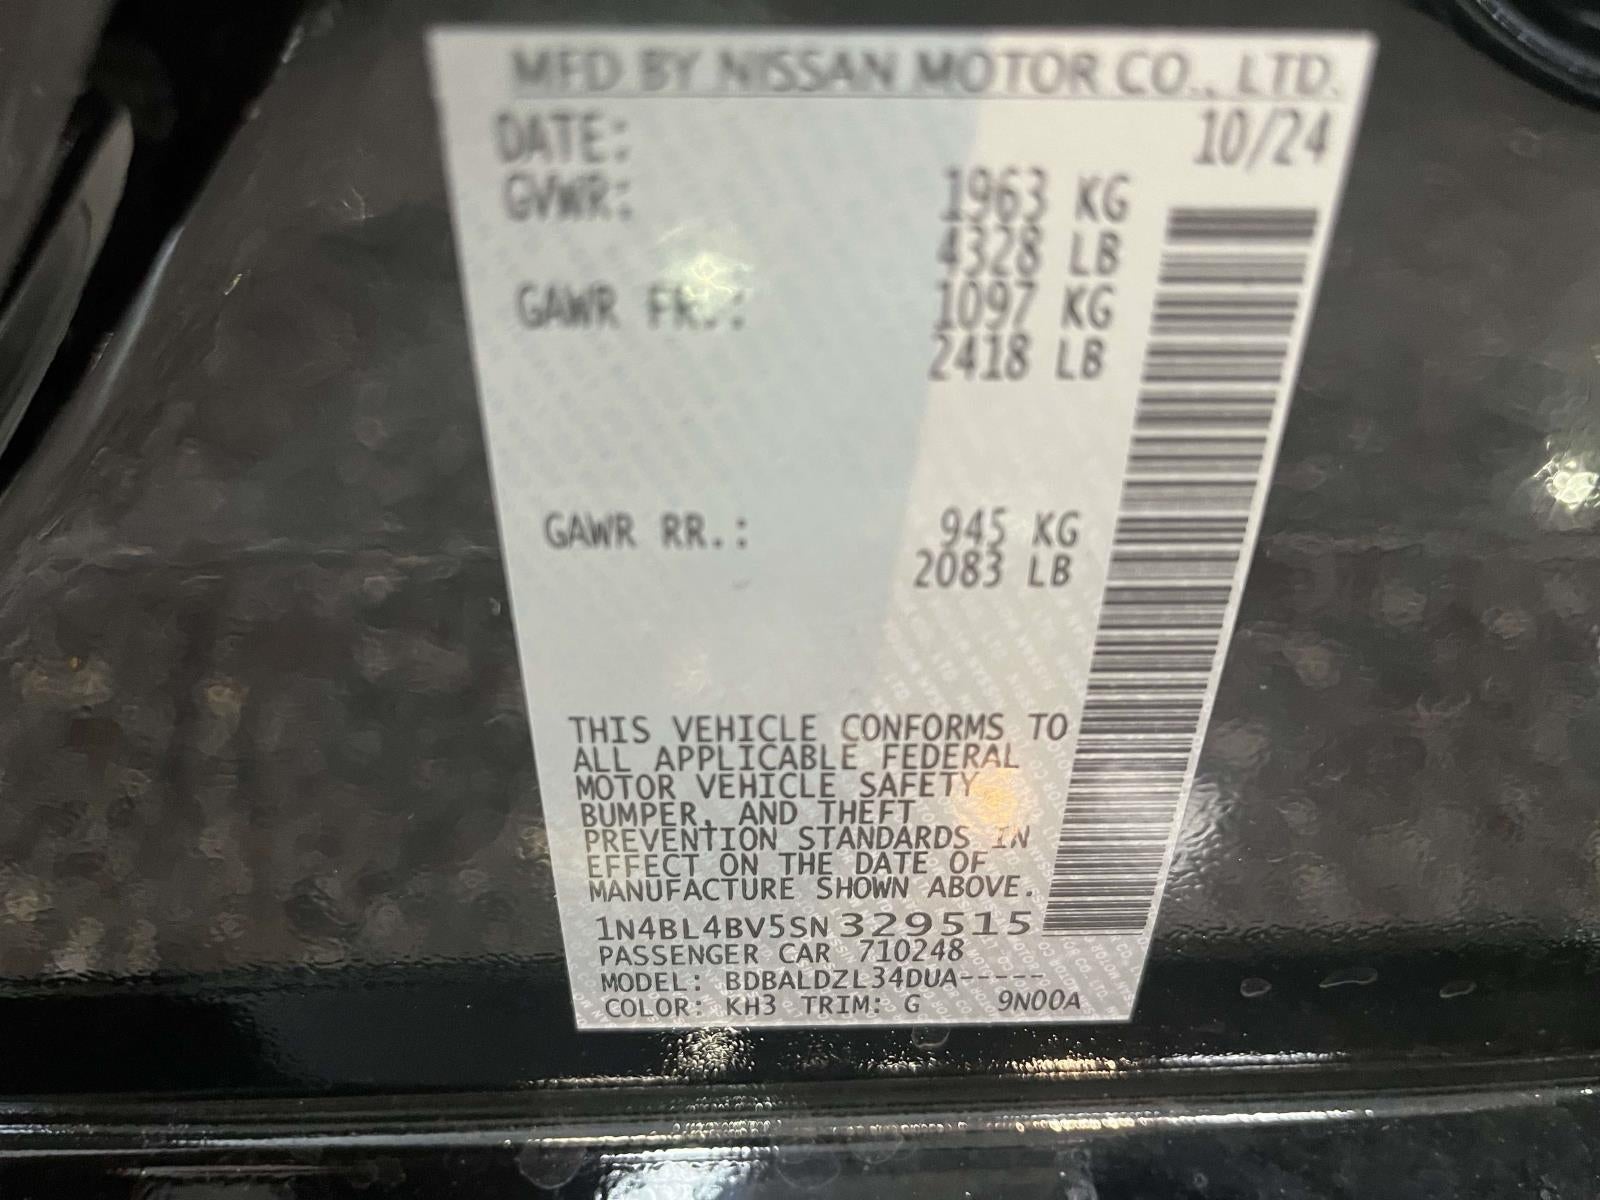 MFD BY NISSAN MOTOR CO., LTD.
DATE: 10/24
GVWR: 1963 KG
4328 LB
GAWR FR.: 1097 KG
2418 LB
GAWR RR.: 945 KG
2083 LB
THIS VEHICLE CONFORMS TO
ALL APPLICABLE FEDERAL
MOTOR VEHICLE SAFETY
BUMPER, AND THEFT
PREVENTION STANDARDS IN
EFFECT ON THE DATE OF
MANUFACTURE SHOWN ABOVE.
1N4BL4BV5SN329515
PASSENGER CAR 710248
MODEL: BDBALDZL34DUA-----
COLOR: KH3 TRIM: G 9N00A